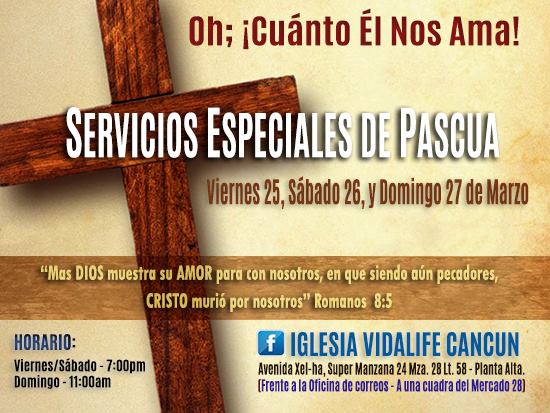 Oh; ¡Cuánto Él Nos Ama!
SERVICIOS ESPECIALES DE PASCUA
Viernes 25, Sábado 26, y Domingo 27 de Marzo
“Mas DIOS muestra su AMOR para con nosotros, en que siendo aún pecadores,
CRISTO murió por nosotros” Romanos 8:5
HORARIO:
Viernes/Sábado - 7:00pm
Domingo - 11:00am
f IGLESIA VIDALIFE CANCUN
Avenida Xel-ha, Super Manzana 24 Mza. 28 Lt. 58 - Planta Alta.
(Frente a la Oficina de correos - A una cuadra del Mercado 28)